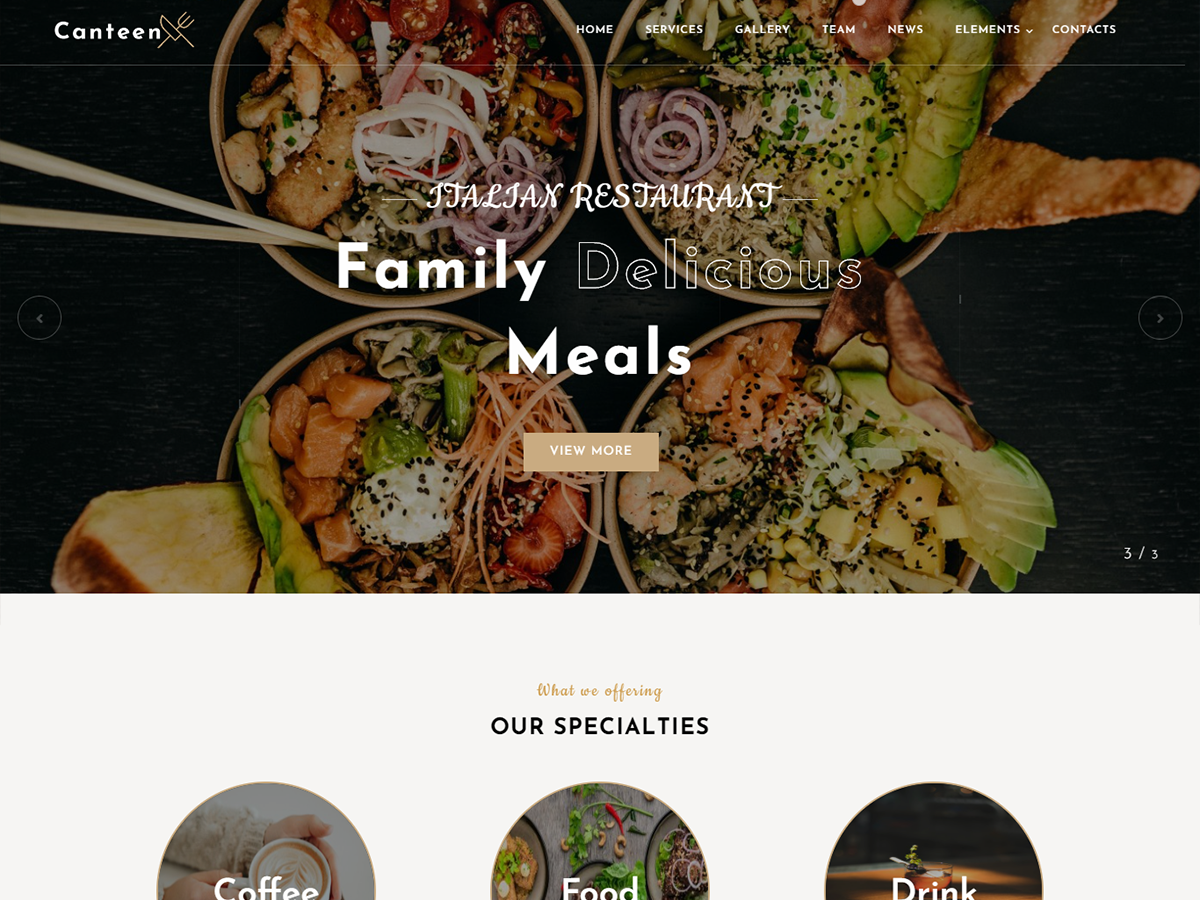 Canteen
HOME SERVICES GALLERY TEAM NEWS ELEMENTS CONTACTS
ITALIAN RESTAURANT
Family Delicious
Meals
VIEW MORE
3 / 3
What we offering
OUR SPECIALTIES
Coffee Food Drink